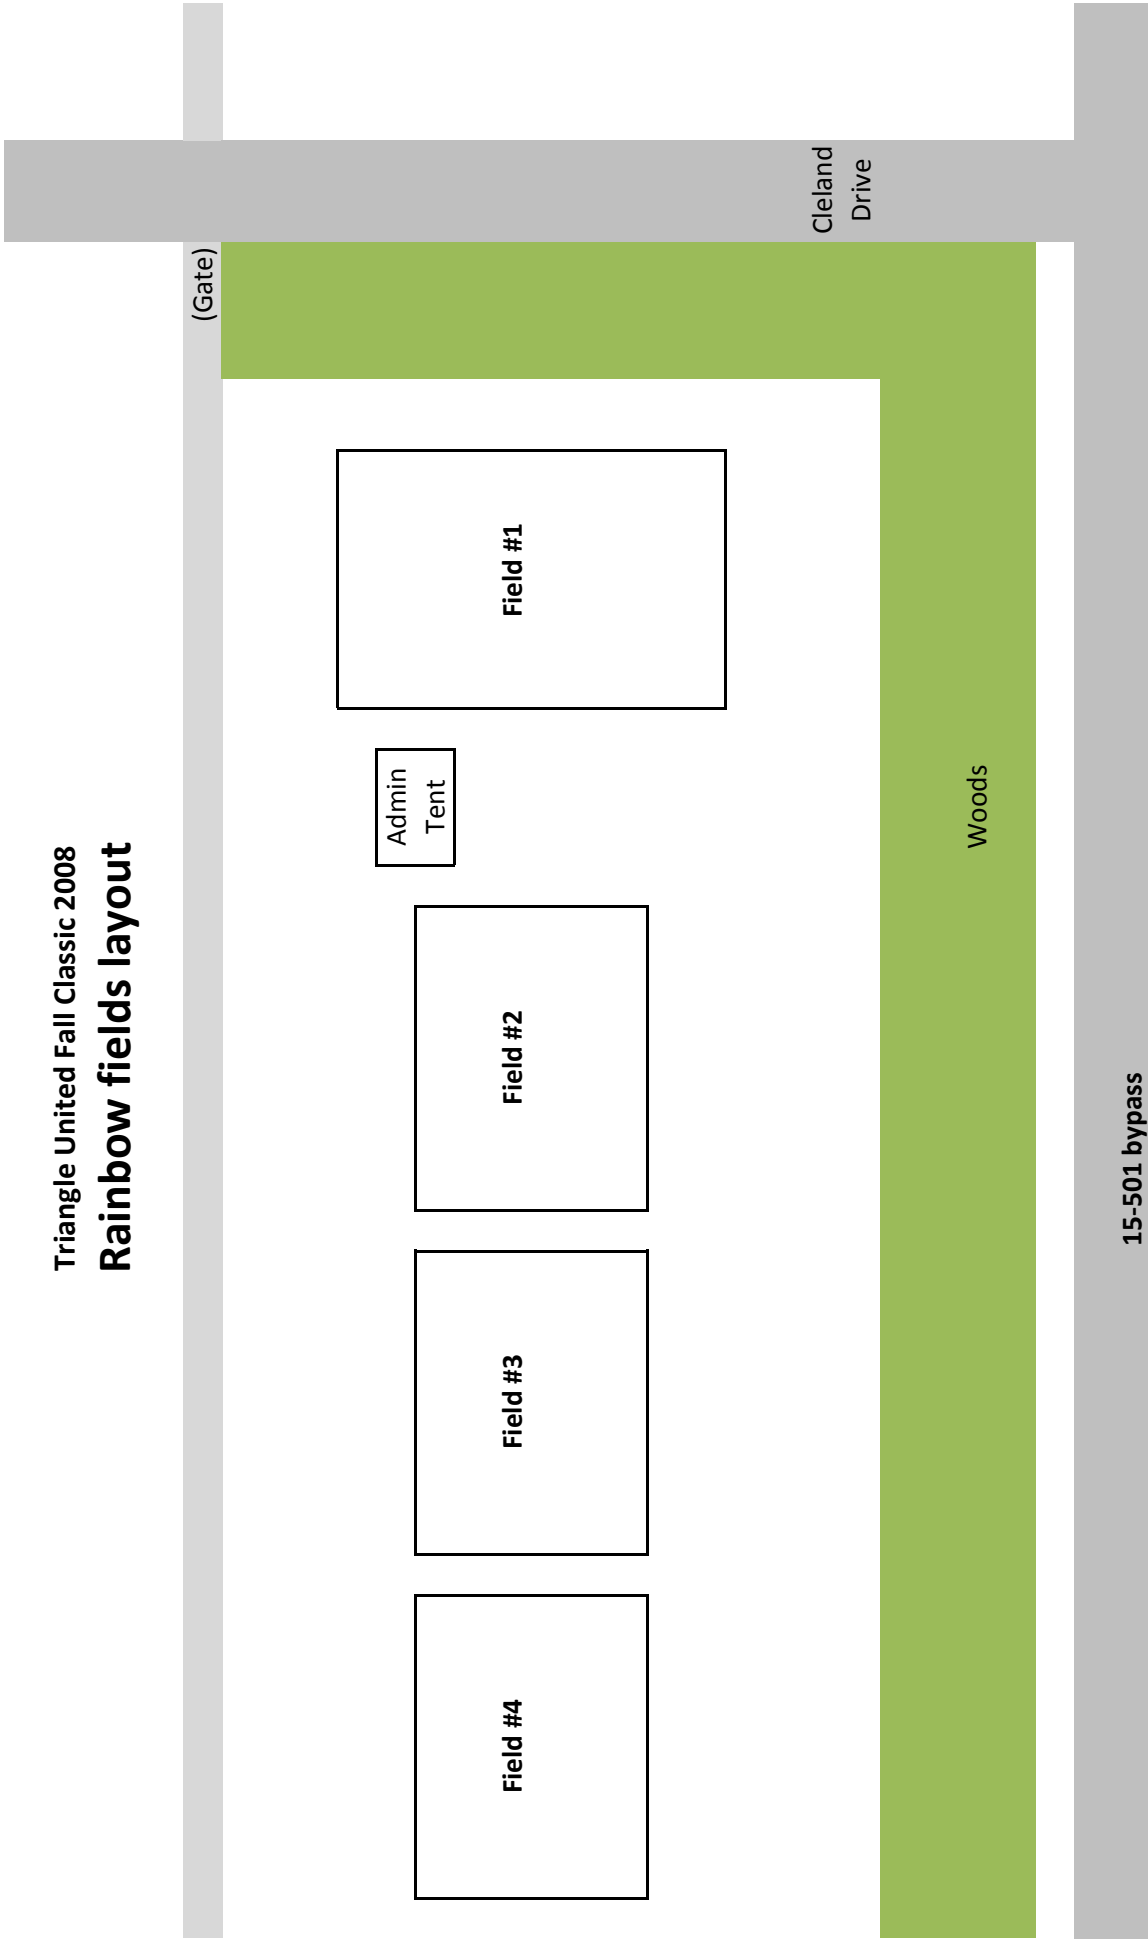 Triangle United Fall Classic 2008
Rainbow fields layout
(Gate)
Field #4
Field #3
Field #2
Admin
Tent
Field #1
Cleland
Drive
Woods
15-501 bypass